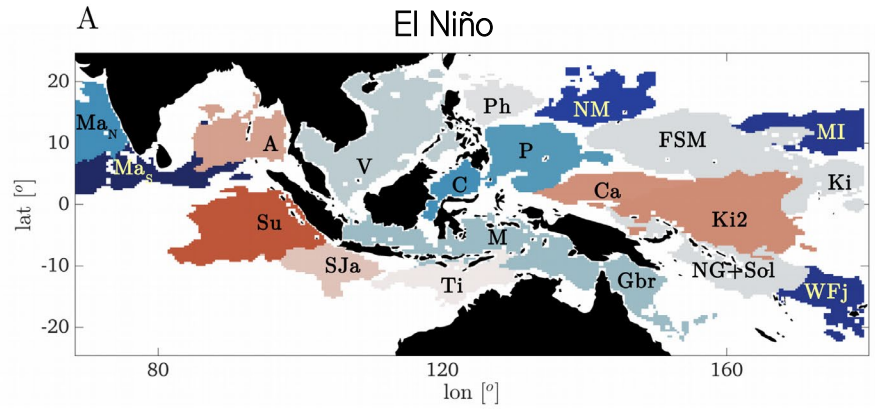 A
El Niño
20
10
0
-10
-20
lat [°]
80
120
160
lon [°]
Ma_N
Ma_S
A
V
Ph
NM
FSM
MI
P
C
Ca
Ki
Ki2
Su
SJa
M
Ti
Gbr
NG+Sol
WFj